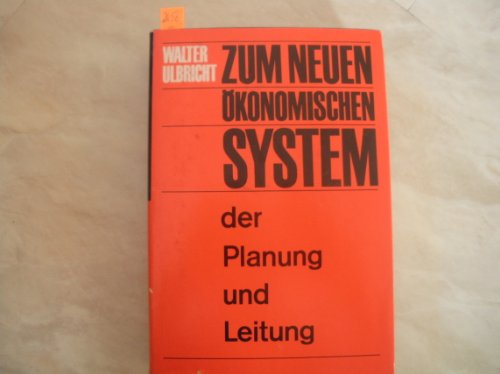 WALTER
ULBRICHT
ZUM NEUEN
ÖKONOMISCHEN
SYSTEM
der
Planung
und
Leitung